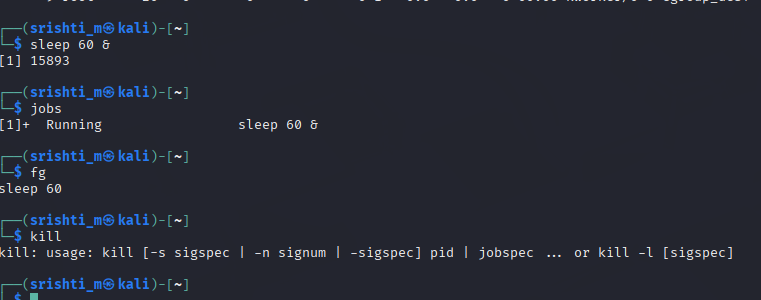 ┌──(srishti_m㉿kali)-[~]
└─$ sleep 60 &
[1] 15893
┌──(srishti_m㉿kali)-[~]
└─$ jobs
[1]+  Running                 sleep 60 &
┌──(srishti_m㉿kali)-[~]
└─$ fg
sleep 60
┌──(srishti_m㉿kali)-[~]
└─$ kill
kill: usage: kill [-s sigspec | -n signum | -sigspec] pid | jobspec ... or kill -l [sigspec]
┌──(srishti_m㉿kali)-[~]
└─$